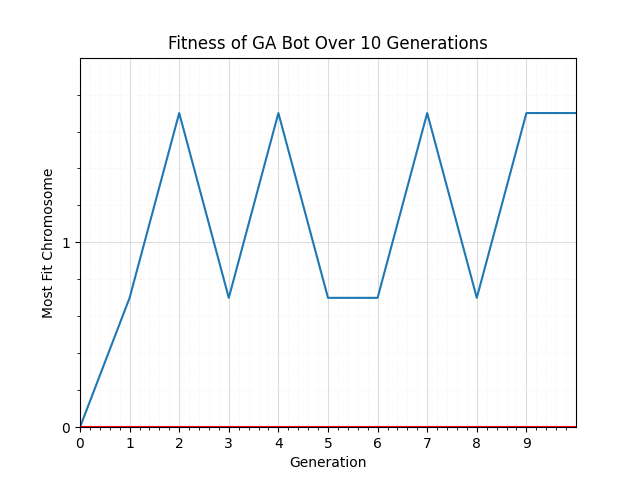 Fitness of GA Bot Over 10 Generations
Most Fit Chromosome
1
0
0 1 2 3 4 5 6 7 8 9
Generation